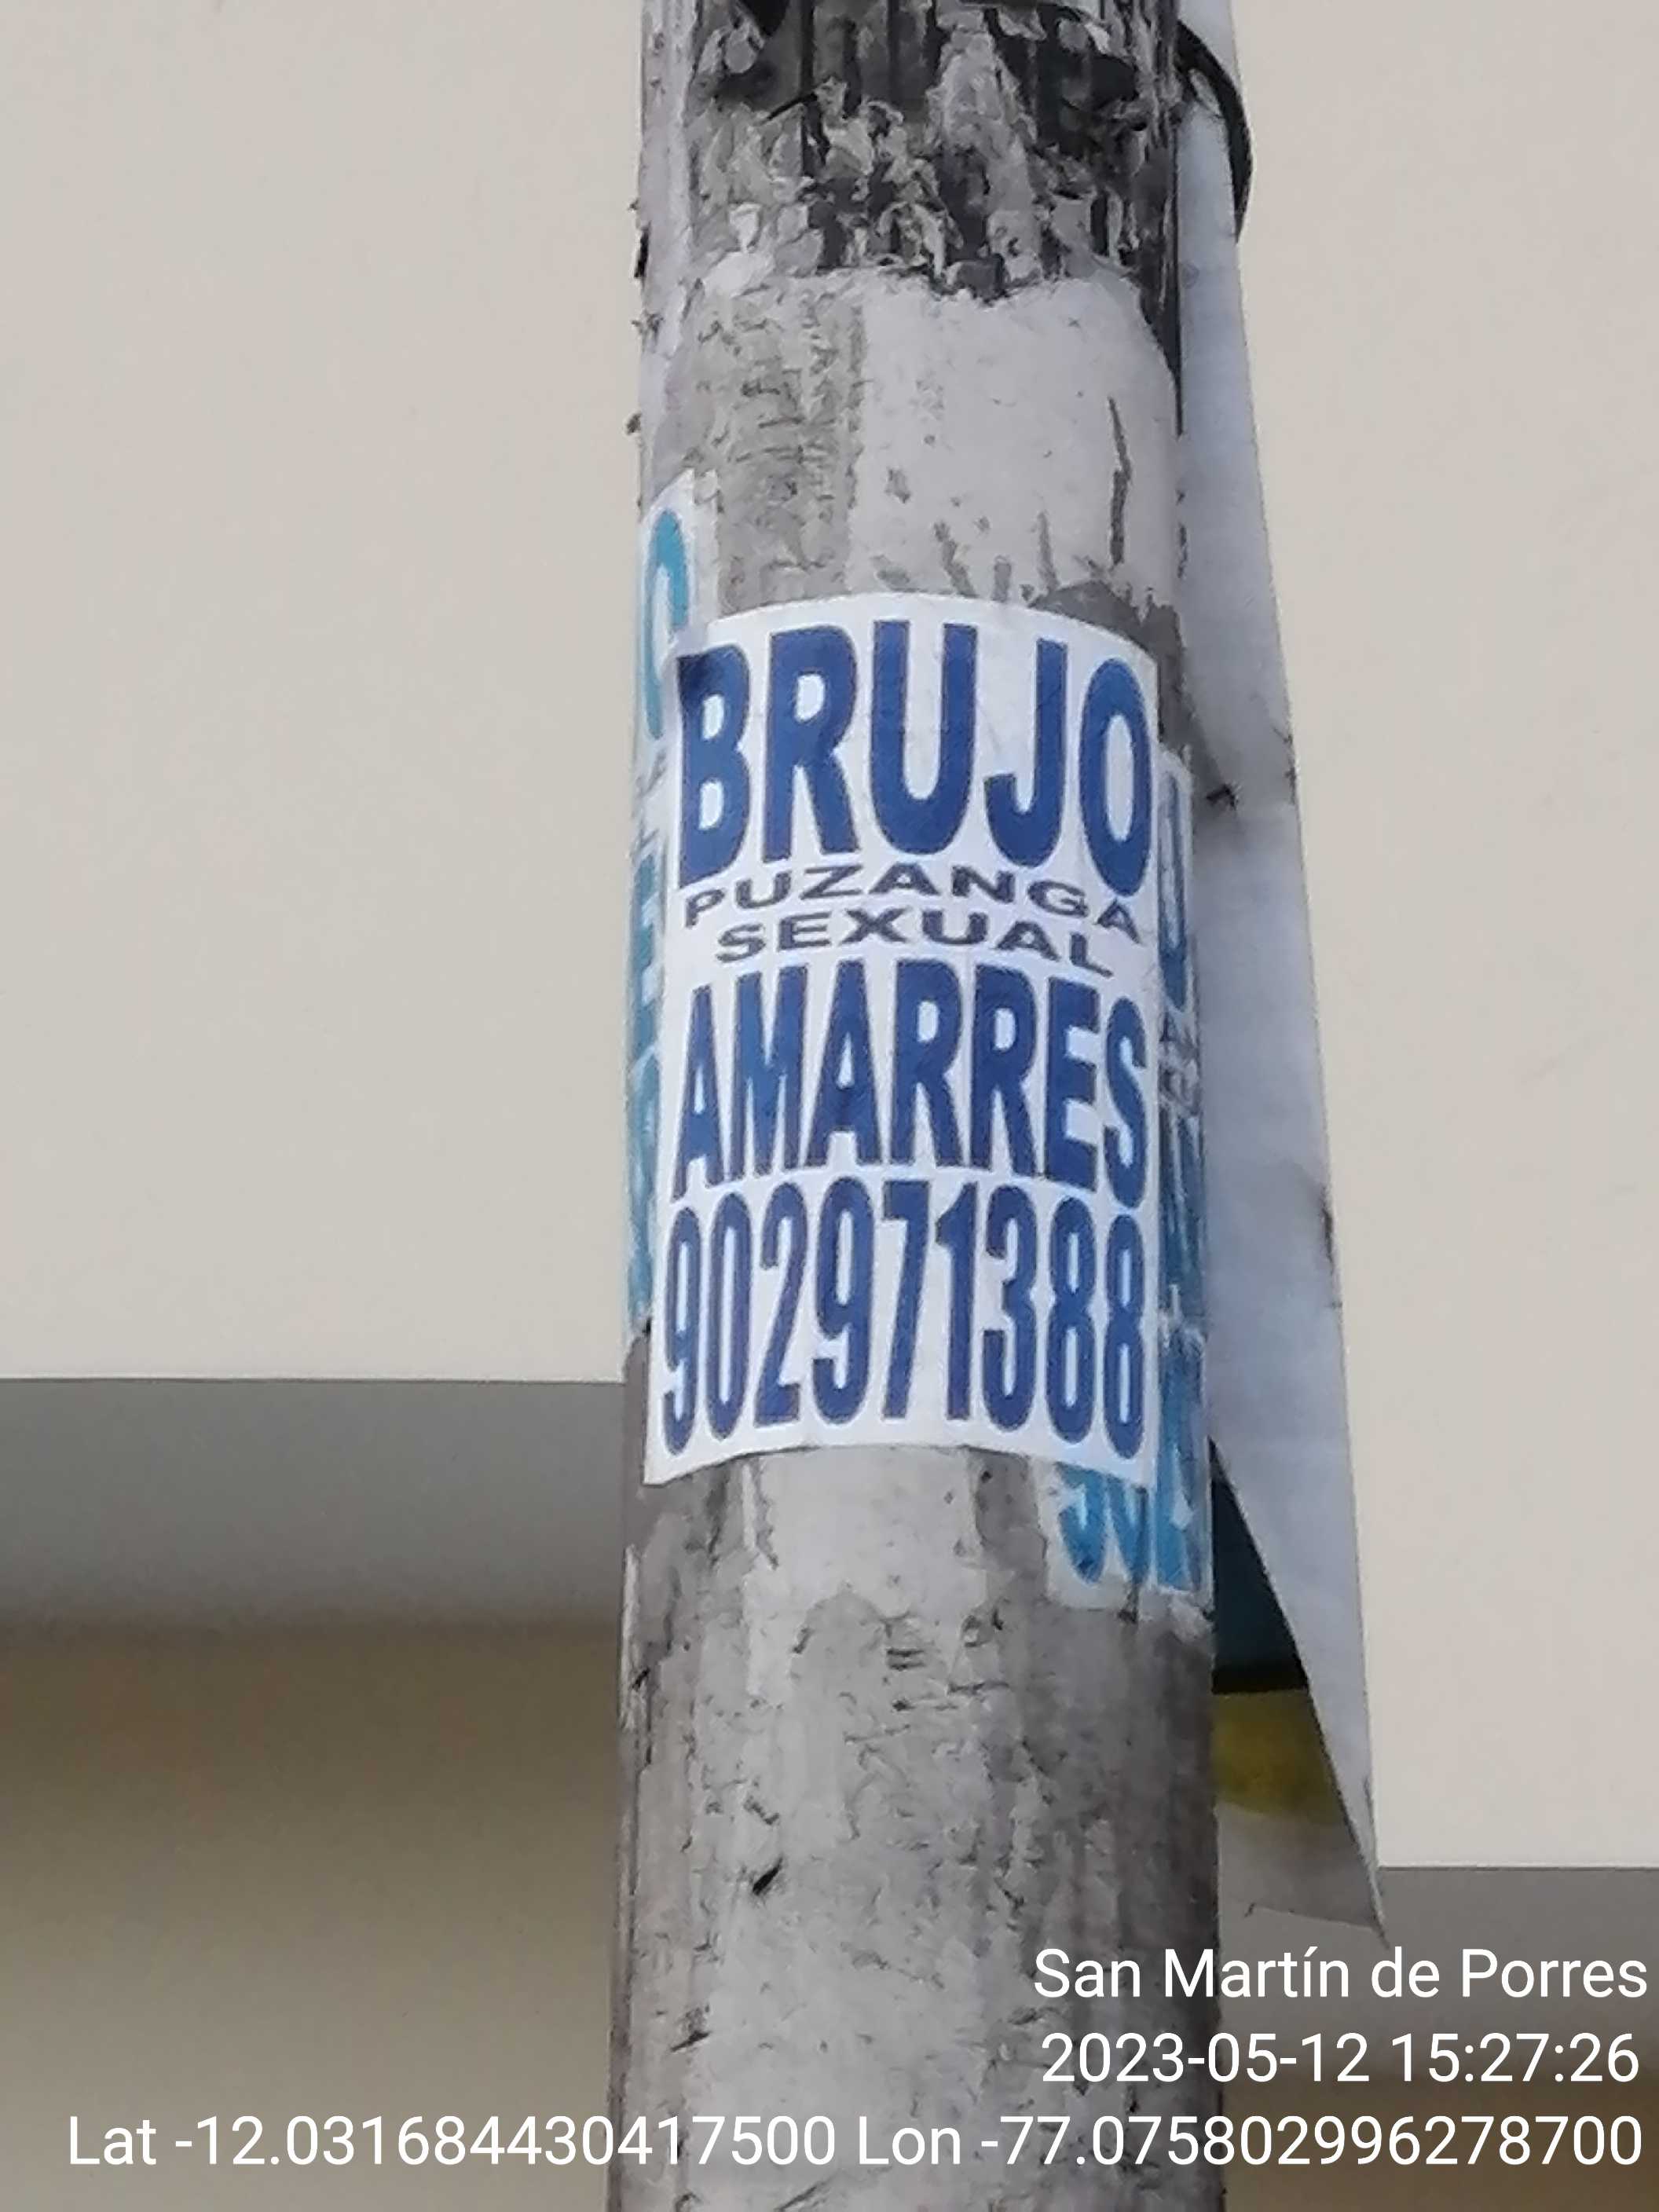 BRUJO
PUZANGA
SEXUAL
AMARRES
902971388
San Martín de Porres
2023-05-12 15:27:26
Lat -12.031684430417500 Lon -77.075802996278700